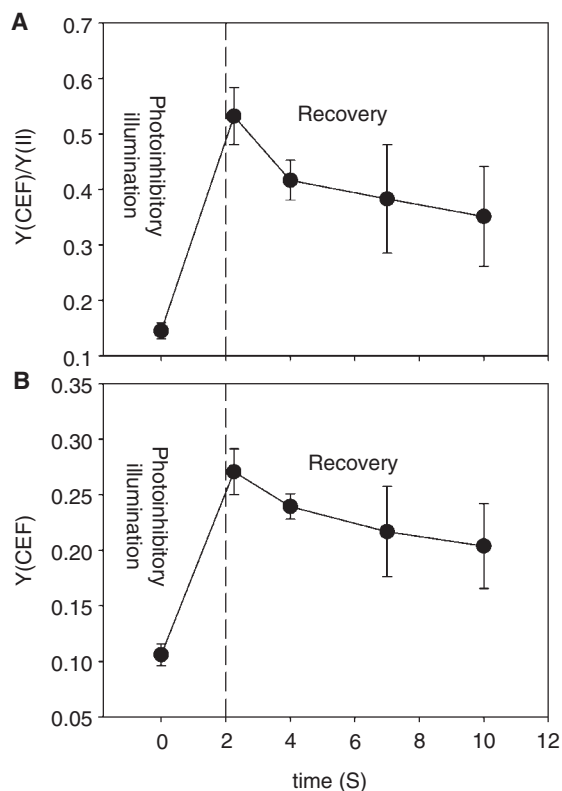 A
0.7
0.6
0.5
0.4
0.3
0.2
0.1
Y(CEF)/Y(II)
Photoinhibitory
illumination
Recovery
B
0.35
0.30
0.25
0.20
0.15
0.10
0.05
Y(CEF)
Photoinhibitory
illumination
Recovery
0 2 4 6 8 10 12
time (S)